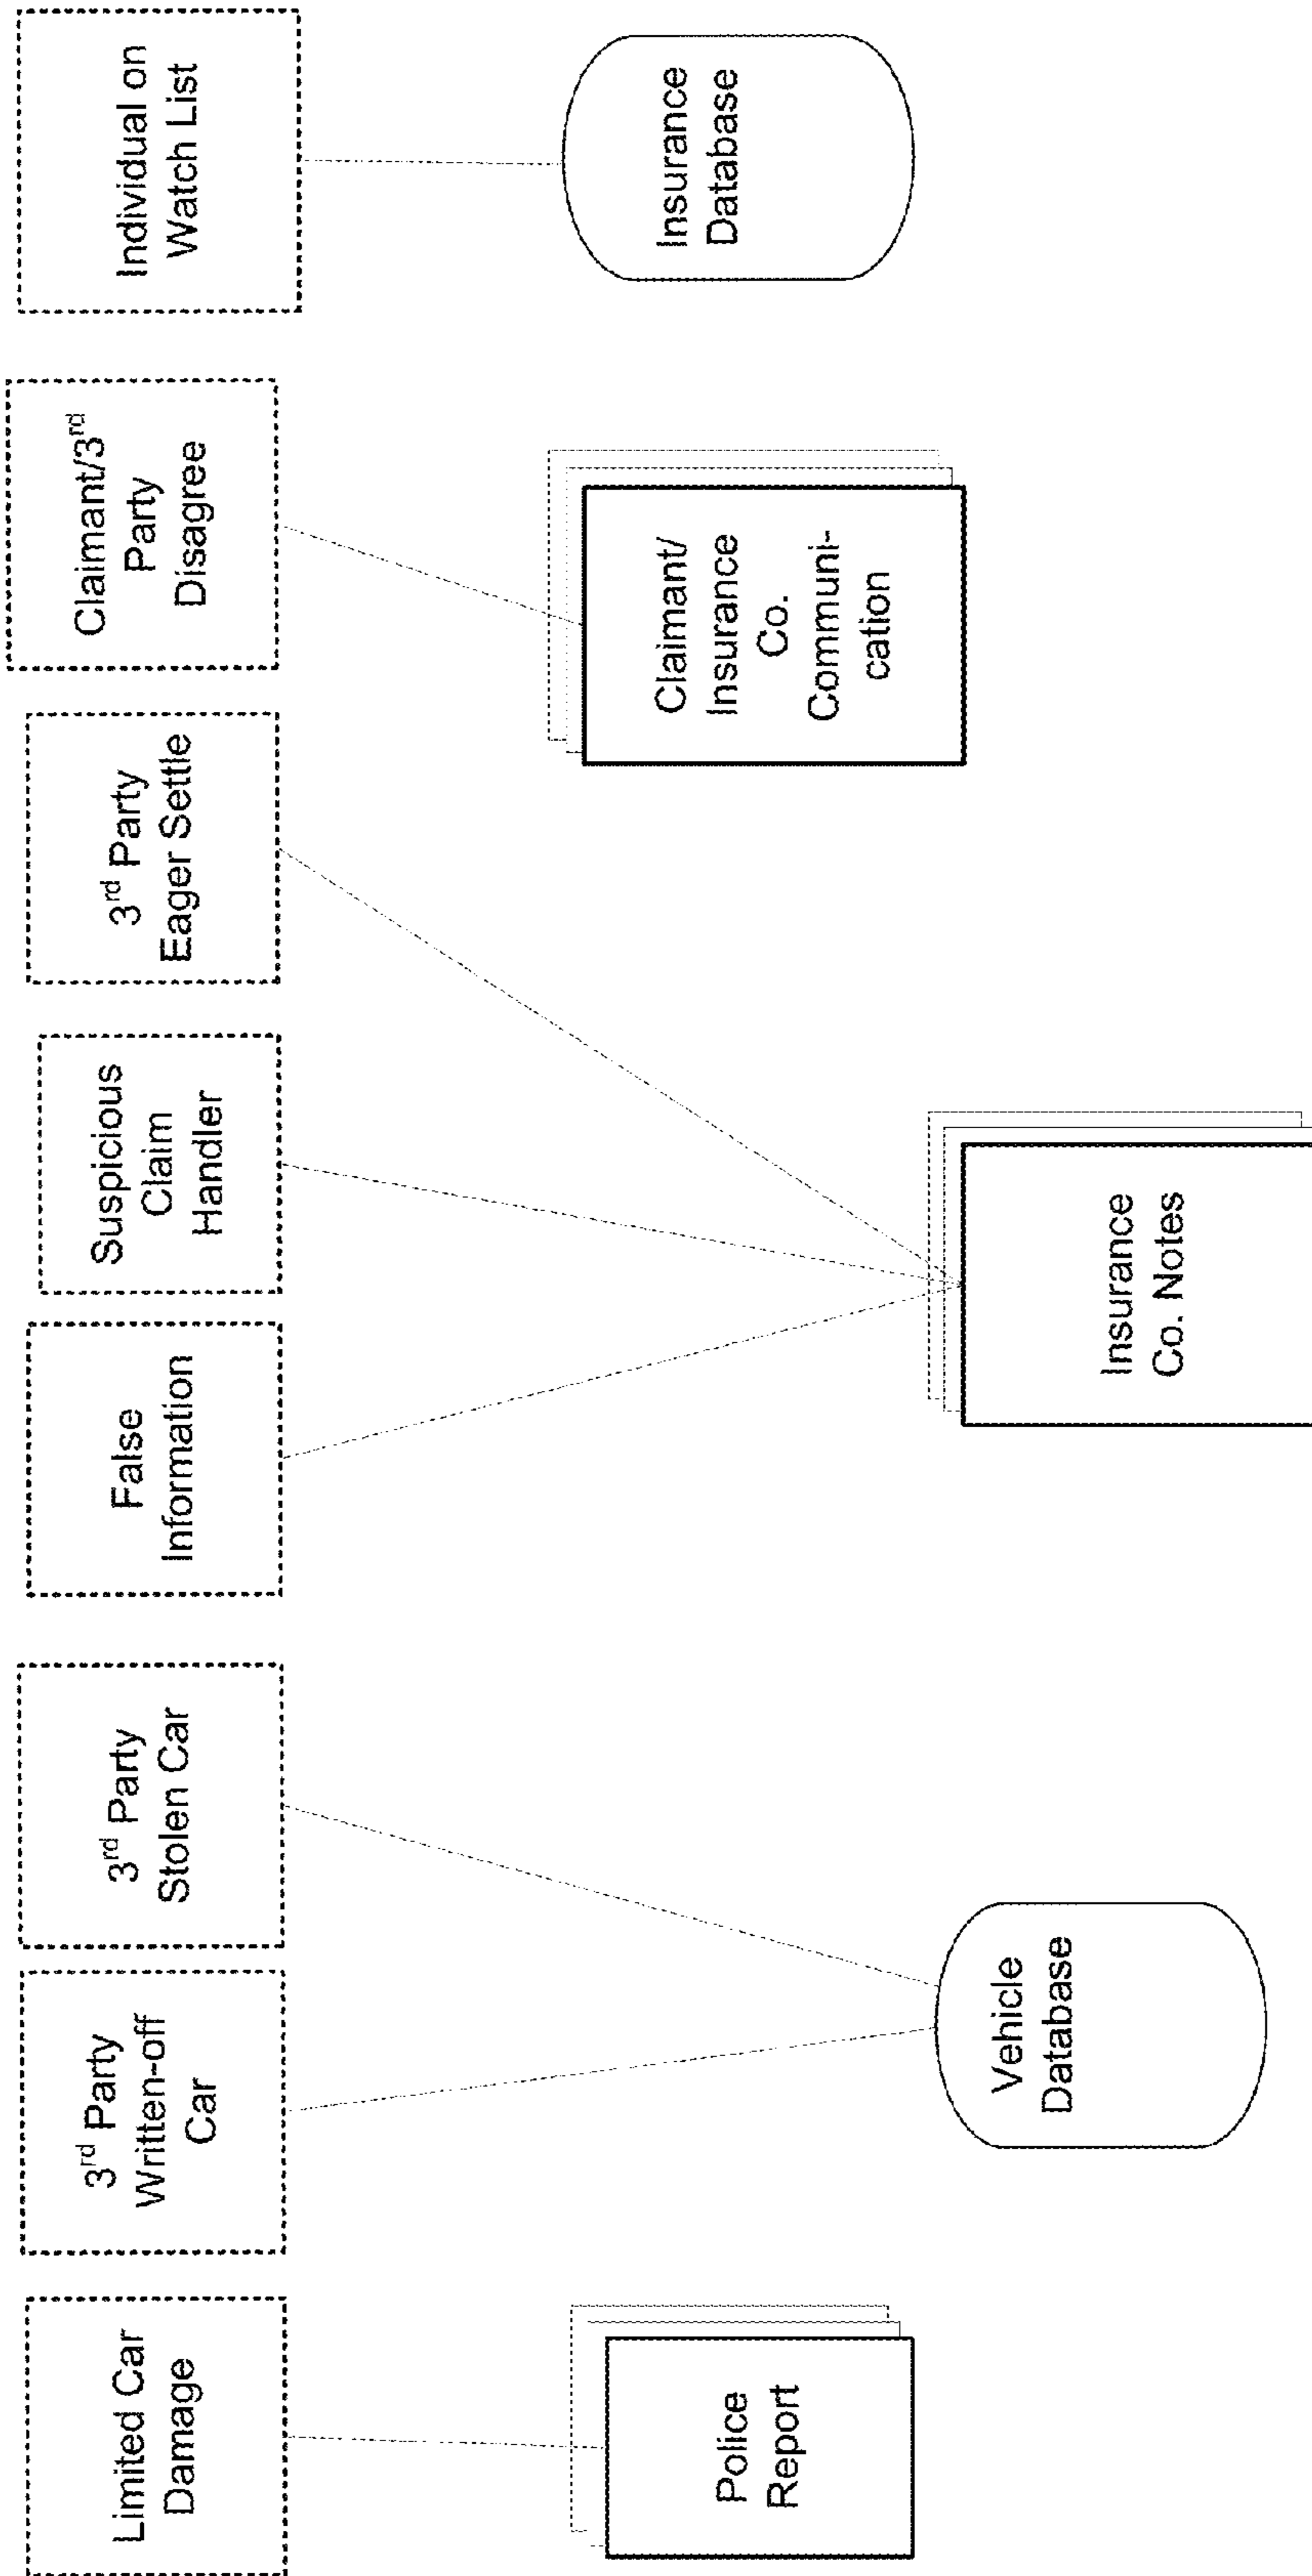 Limited Car
Damage
3rd Party
Written-off
Car
3rd Party
Stolen Car
False
Information
Suspicious
Claim
Handler
3rd Party
Eager Settle
Claimant/3rd
Party
Disagree
Individual on
Watch List
Police
Report
Vehicle
Database
Insurance
Co. Notes
Claimant/
Insurance
Co.
Communi-
cation
Insurance
Database